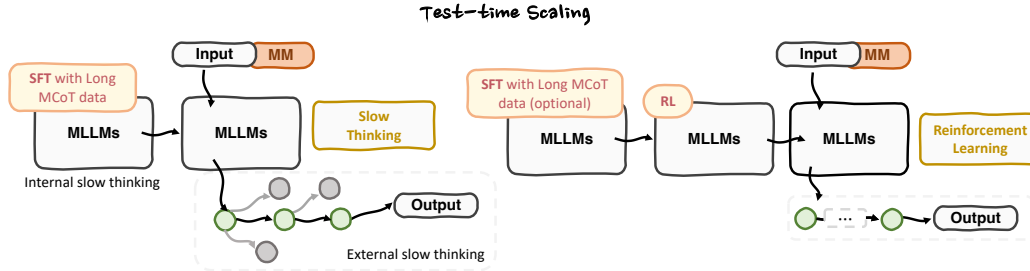 Test-time Scaling
Input MM
SFT with Long
MCoT data
MLLMs
MLLMs
Slow
Thinking
Internal slow thinking
Output
External slow thinking
Input MM
SFT with Long MCoT
data (optional)
RL
MLLMs
MLLMs
MLLMs
Reinforcement
Learning
...
Output